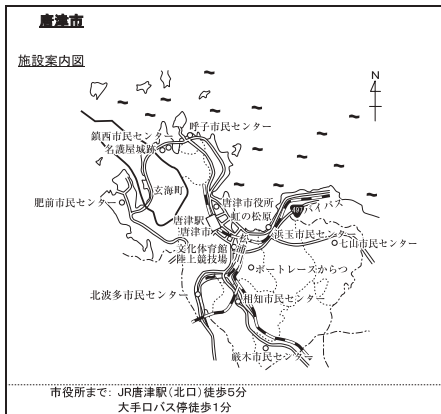 唐津市
施設案内図
N
呼子市民センター
鎮西市民センター
名護屋城跡
玄海町
肥前市民センター
唐津市役所
虹の松原
バイパス
唐津駅
唐津市
浜玉市民センター
七山市民センター
文化体育館
陸上競技場
ボートレースからつ
北波多市民センター
相知市民センター
厳木市民センター
市役所まで: JR唐津駅(北口)徒歩5分
大手口バス停徒歩1分